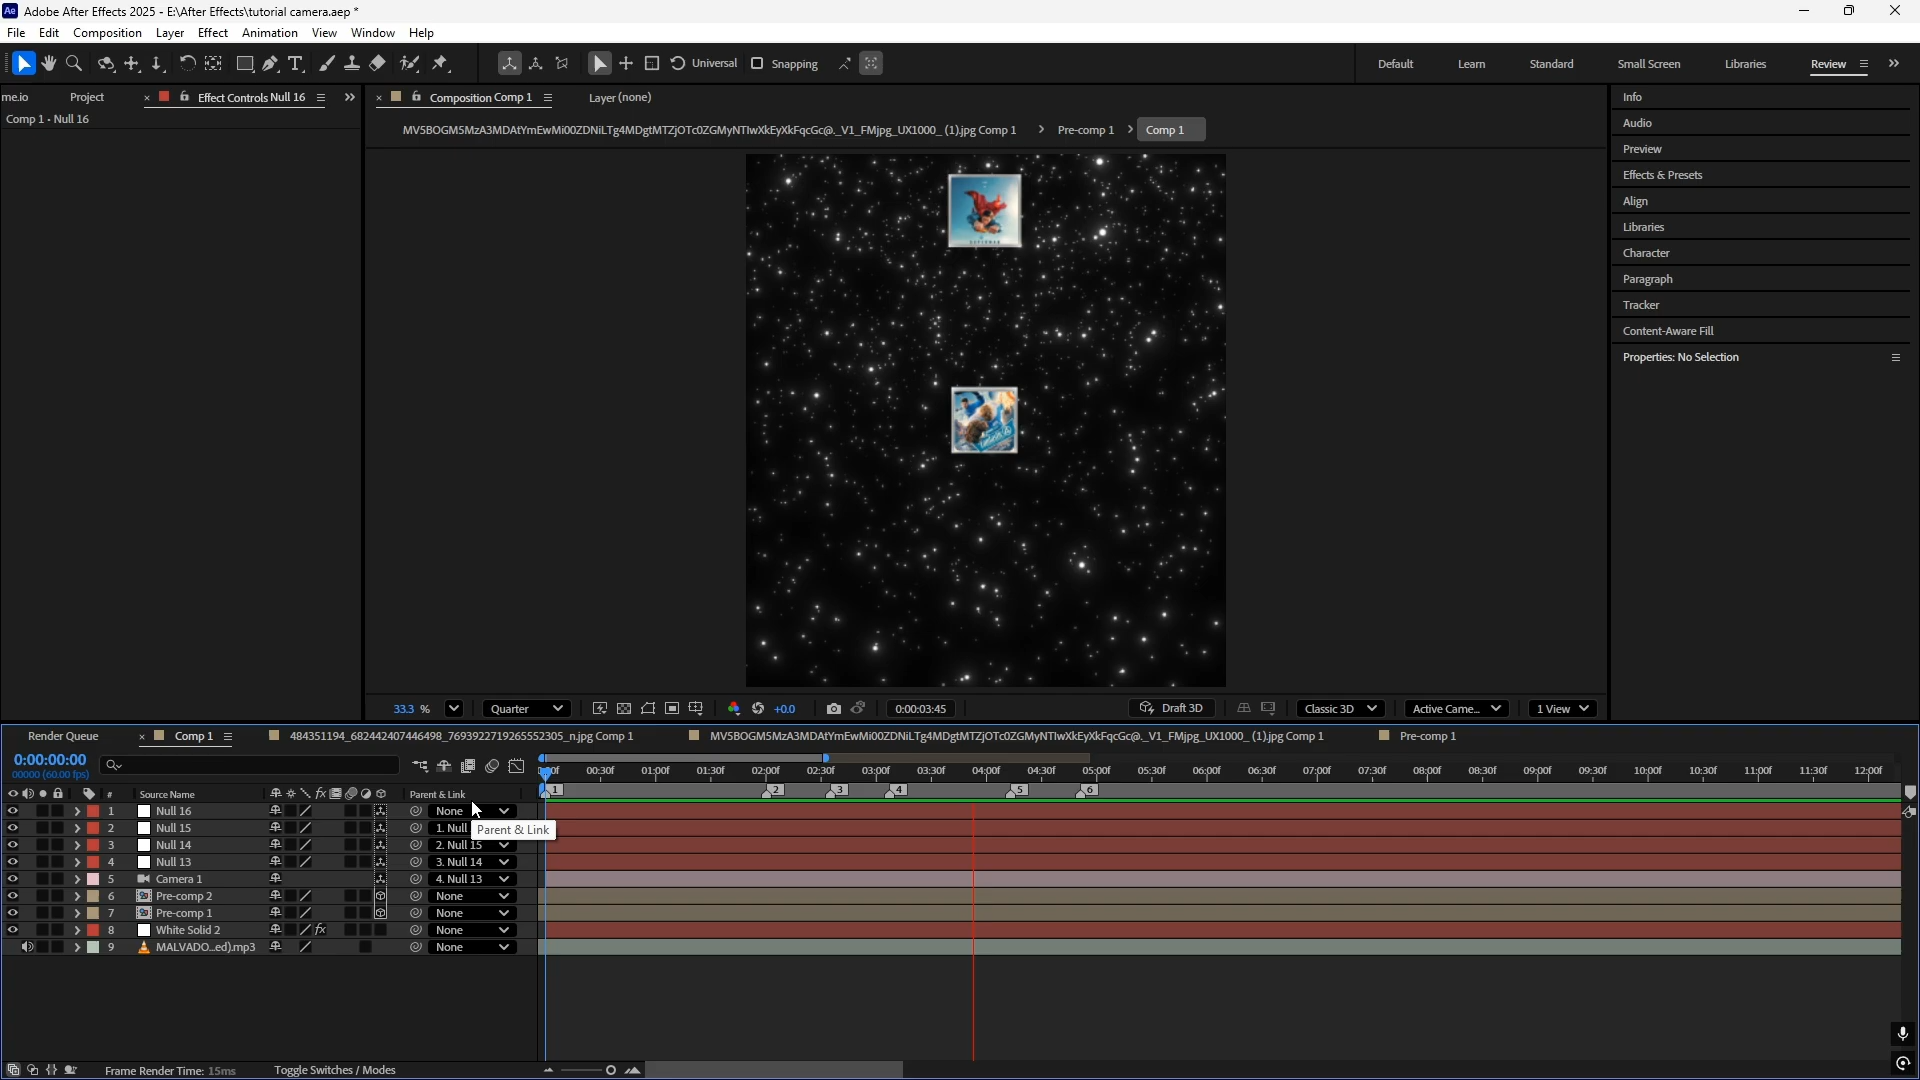 Adobe After Effects 2025 - E:\After Effects\tutorial camera.aep *
File Edit Composition Layer Effect Animation View Window Help
Universal Snapping Default Learn Standard Small Screen Libraries Review
me.io Project Effect Controls Null 16
Comp 1 • Null 16
Composition Comp 1 Layer (none)
MV5BOGM5MzA3MDAtYmEwMi00ZDNiLTg4MDgtMTZjOTc0ZGMyNTIwXkEyXkFqcGc@._V1_FMjpg_UX1000_ (1).jpg Comp 1 Pre-comp 1 Comp 1
SUPERMAN
Info
Audio
Preview
Effects & Presets
Align
Libraries
Character
Paragraph
Tracker
Content-Aware Fill
Properties: No Selection
33.3 % Quarter +0.0 0:00:03:45 Draft 3D Classic 3D Active Came... 1 View
Render Queue Comp 1 484351194_682442407446498_7693922719265552305_n.jpg Comp 1 MV5BOGM5MzA3MDAtYmEwMi00ZDNiLTg4MDgtMTZjOTc0ZGMyNTIwXkEyXkFqcGc@._V1_FMjpg_UX1000_ (1).jpg Comp 1 Pre-comp 1
0:00:00:00
00000 (60.00 fps)
00:30f 01:00f 01:30f 02:00f 02:30f 03:00f 03:30f 04:00f 04:30f 05:00f 05:30f 06:00f 06:30f 07:00f 07:30f 08:00f 08:30f 09:00f 09:30f 10:00f 10:30f 11:00f 11:30f 12:00f
# Source Name Parent & Link 1 2 3 4 5 6
1 Null 16 None
2 Null 15 1. Null
Parent & Link
3 Null 14 2. Null 15
4 Null 13 3. Null 14
5 Camera 1 4. Null 13
6 Pre-comp 2 None
7 Pre-comp 1 None
8 White Solid 2 fx None
9 MALVADO...ed).mp3 None
Frame Render Time: 15ms Toggle Switches / Modes